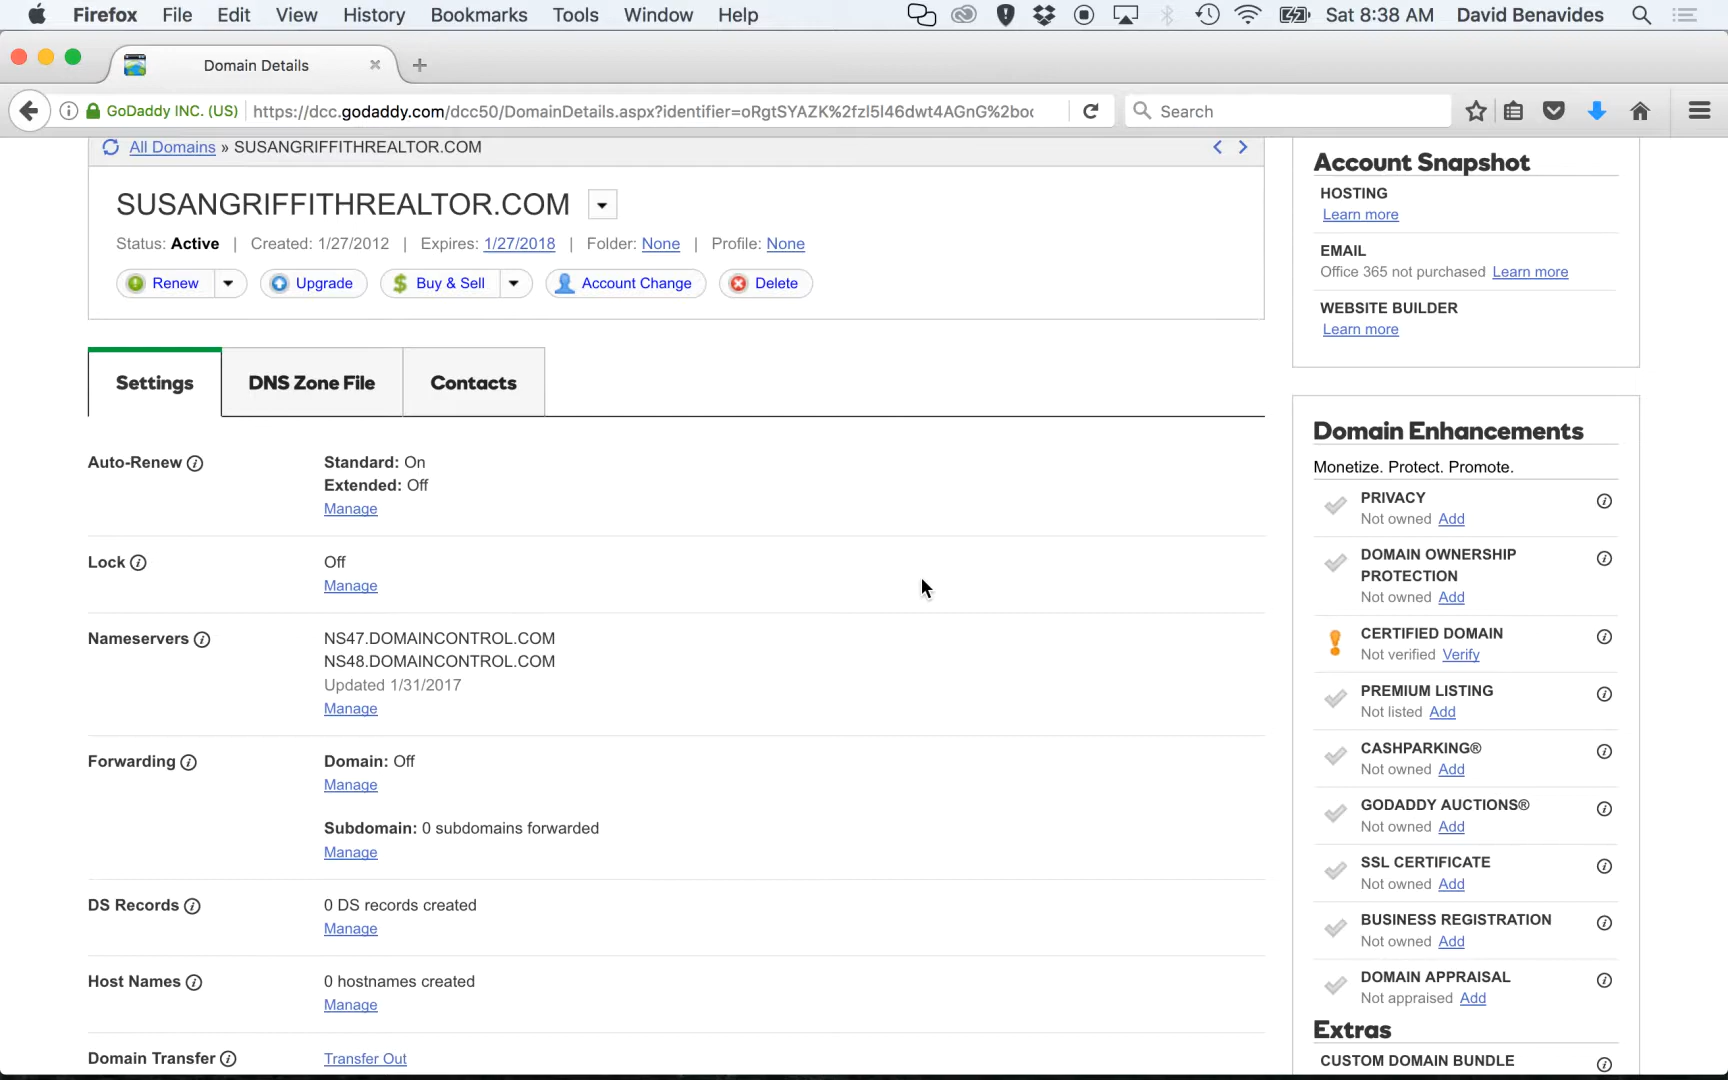 Firefox File Edit View History Bookmarks Tools Window Help Sat 8:38 AM David Benavides
Domain Details
GoDaddy INC. (US) https://dcc.godaddy.com/dcc50/DomainDetails.aspx?identifier=oRgtSYAZK%2fzI5I46dwt4AGnG%2boc Search
All Domains » SUSANGRIFFITHREALTOR.COM
SUSANGRIFFITHREALTOR.COM
Status: Active | Created: 1/27/2012 | Expires: 1/27/2018 | Folder: None | Profile: None
Renew Upgrade Buy & Sell Account Change Delete
Settings DNS Zone File Contacts
Auto-Renew Standard: On
Extended: Off
Manage
Lock Off
Manage
Nameservers NS47.DOMAINCONTROL.COM
NS48.DOMAINCONTROL.COM
Updated 1/31/2017
Manage
Forwarding Domain: Off
Manage
Subdomain: 0 subdomains forwarded
Manage
DS Records 0 DS records created
Manage
Host Names 0 hostnames created
Manage
Domain Transfer Transfer Out
Account Snapshot
HOSTING
Learn more
EMAIL
Office 365 not purchased Learn more
WEBSITE BUILDER
Learn more
Domain Enhancements
Monetize. Protect. Promote.
PRIVACY
Not owned Add
DOMAIN OWNERSHIP
PROTECTION
Not owned Add
CERTIFIED DOMAIN
Not verified Verify
PREMIUM LISTING
Not listed Add
CASHPARKING®
Not owned Add
GODADDY AUCTIONS®
Not owned Add
SSL CERTIFICATE
Not owned Add
BUSINESS REGISTRATION
Not owned Add
DOMAIN APPRAISAL
Not appraised Add
Extras
CUSTOM DOMAIN BUNDLE